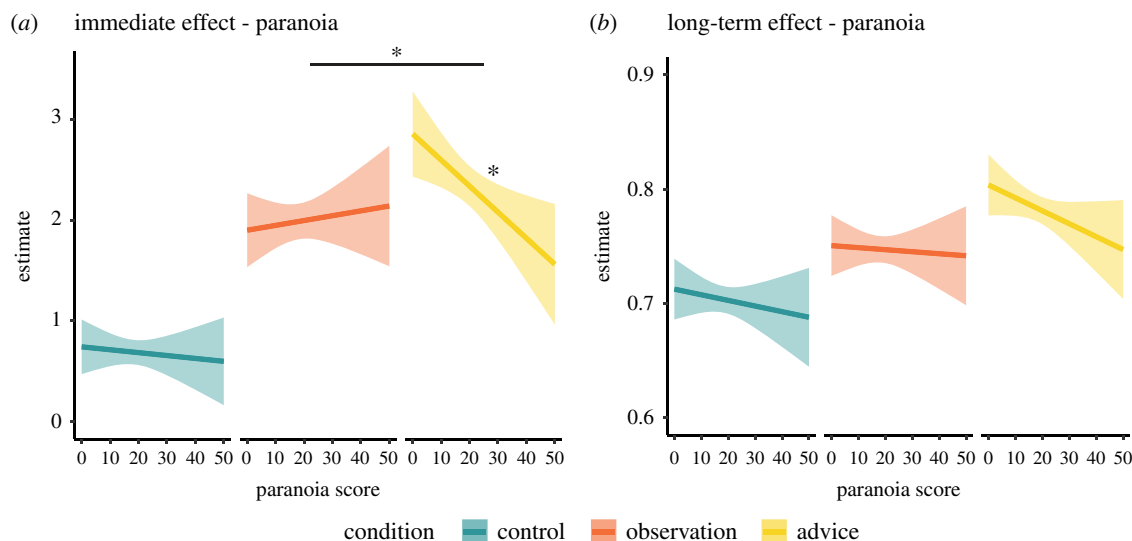 (a) immediate effect - paranoia
*
3
2
1
0
estimate
*
0 10 20 30 40 50 0 10 20 30 40 50 0 10 20 30 40 50
paranoia score
(b) long-term effect - paranoia
0.9
0.8
0.7
0.6
estimate
0 10 20 30 40 50 0 10 20 30 40 50 0 10 20 30 40 50
paranoia score
condition control observation advice